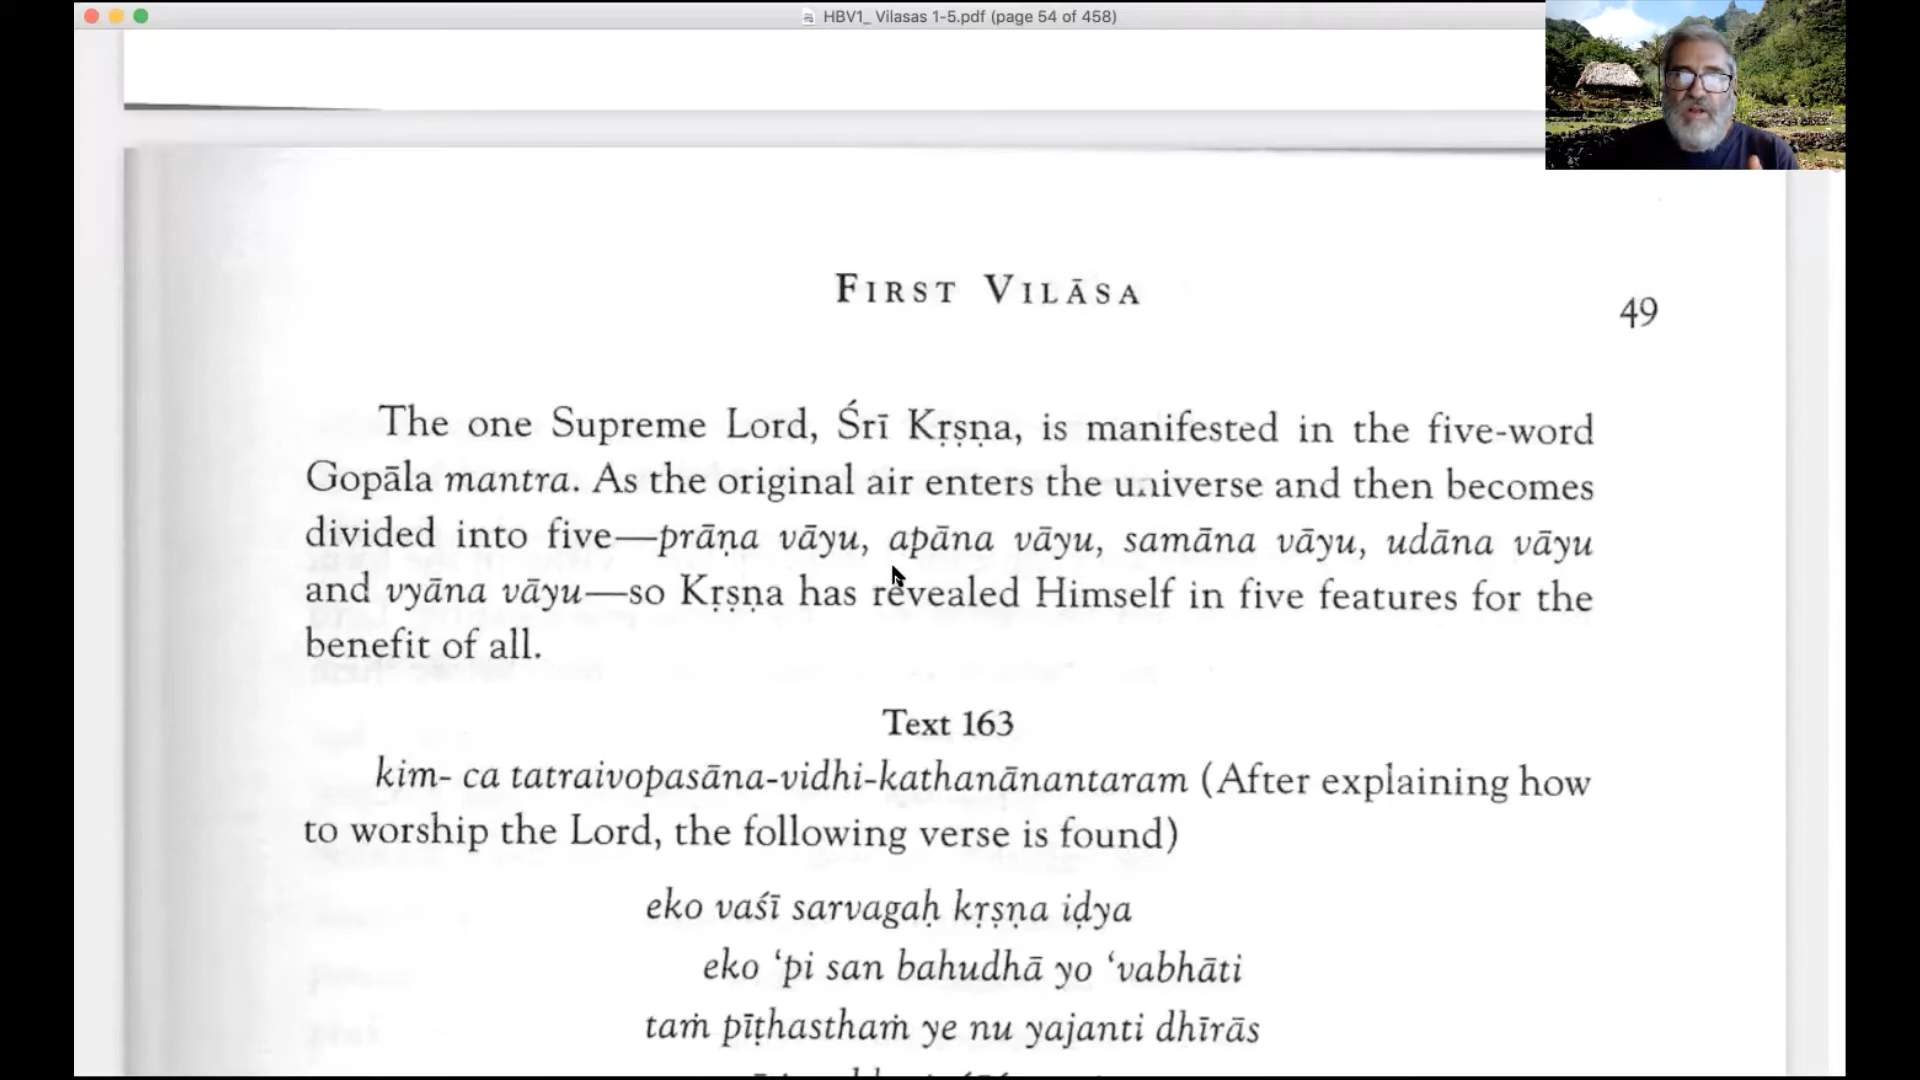 HBV1_ Vilasas 1-5.pdf (page 54 of 458)
FIRST VILĀSA
49
The one Supreme Lord, Śrī Kṛṣṇa, is manifested in the five-word
Gopāla mantra. As the original air enters the universe and then becomes
divided into five—prāṇa vāyu, apāna vāyu, samāna vāyu, udāna vāyu
and vyāna vāyu—so Kṛṣṇa has revealed Himself in five features for the
benefit of all.
Text 163
kim- ca tatraivopasāna-vidhi-kathanānantaram (After explaining how
to worship the Lord, the following verse is found)
eko vaśī sarvagaḥ kṛṣṇa iḍya
eko ‘pi san bahudhā yo ‘vabhāti
taṁ pīṭhasthaṁ ye nu yajanti dhīrās